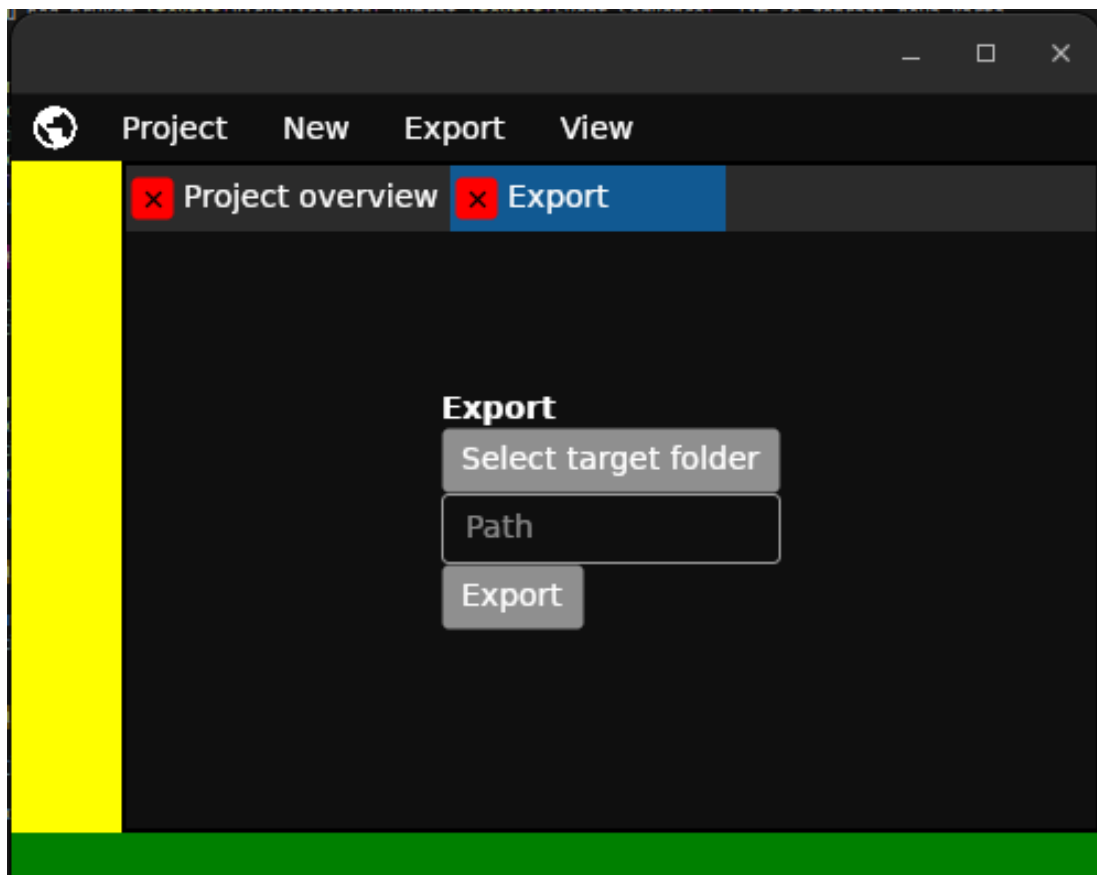 Project New Export View
Project overview Export
Export
Select target folder
Path
Export